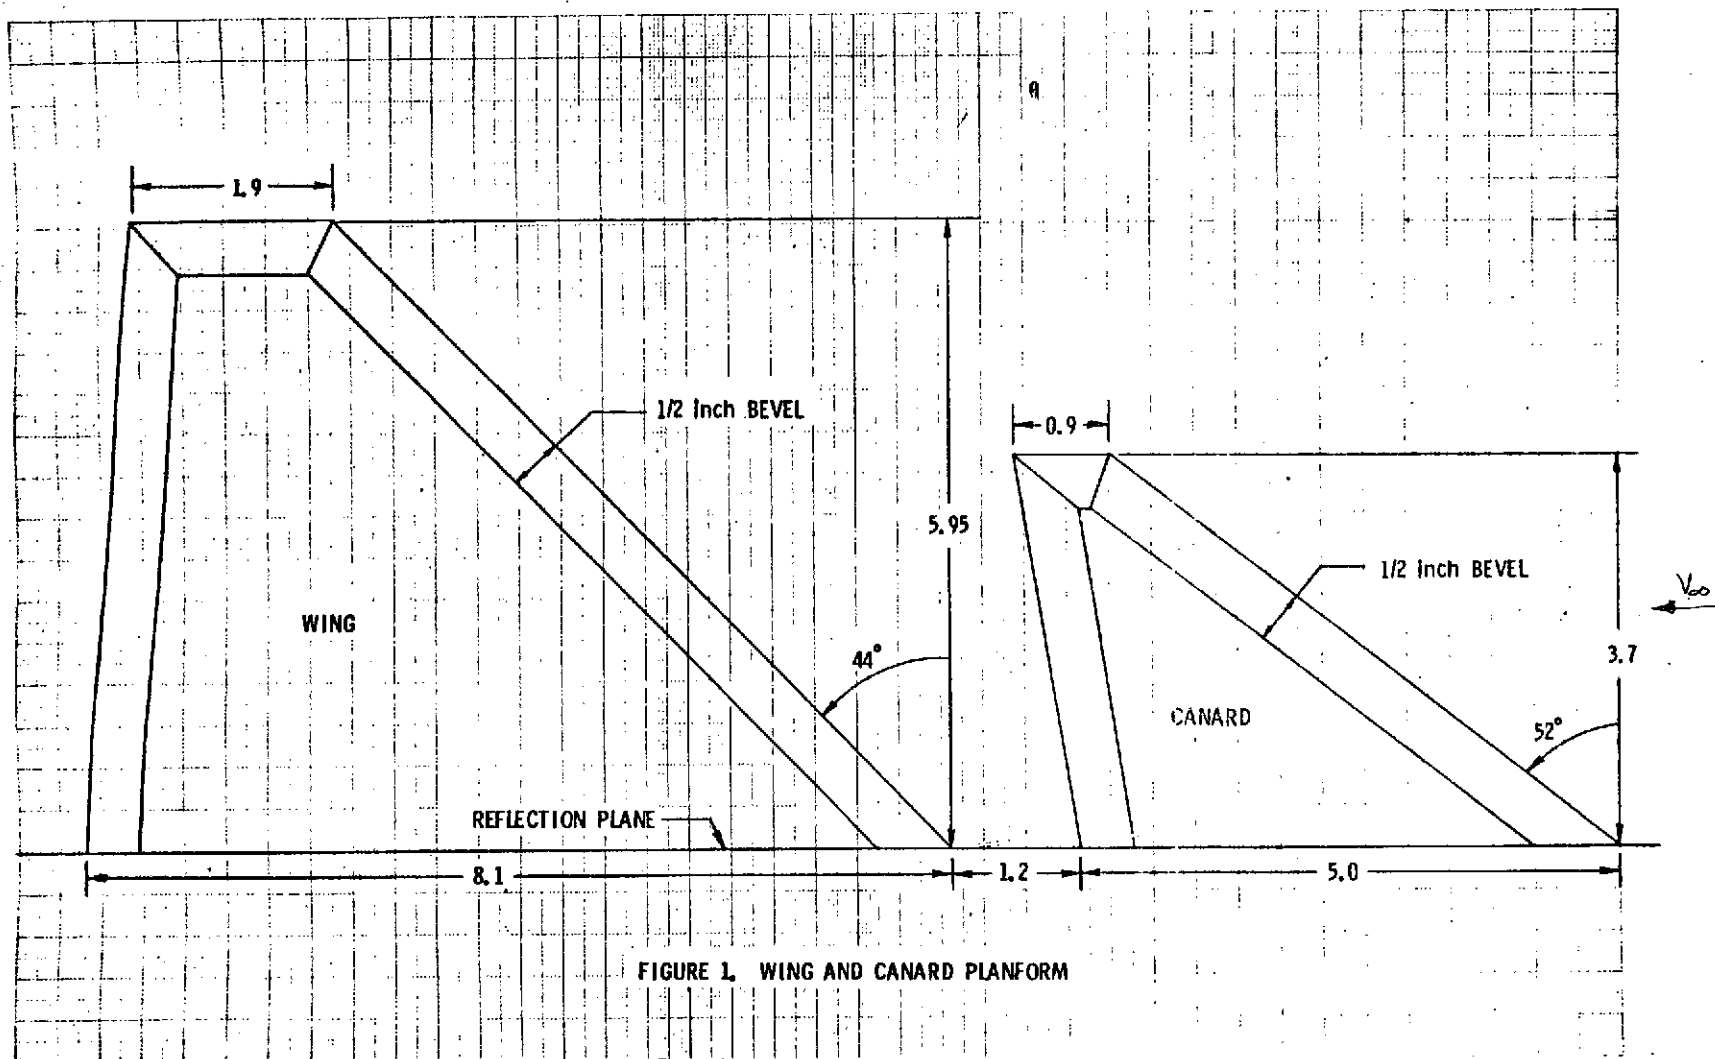 A
1.9
1/2 Inch BEVEL
0.9
5.95
1/2 Inch BEVEL
V∞
WING
44°
3.7
CANARD
52°
REFLECTION PLANE
8.1
1.2
5.0
FIGURE 1. WING AND CANARD PLANFORM